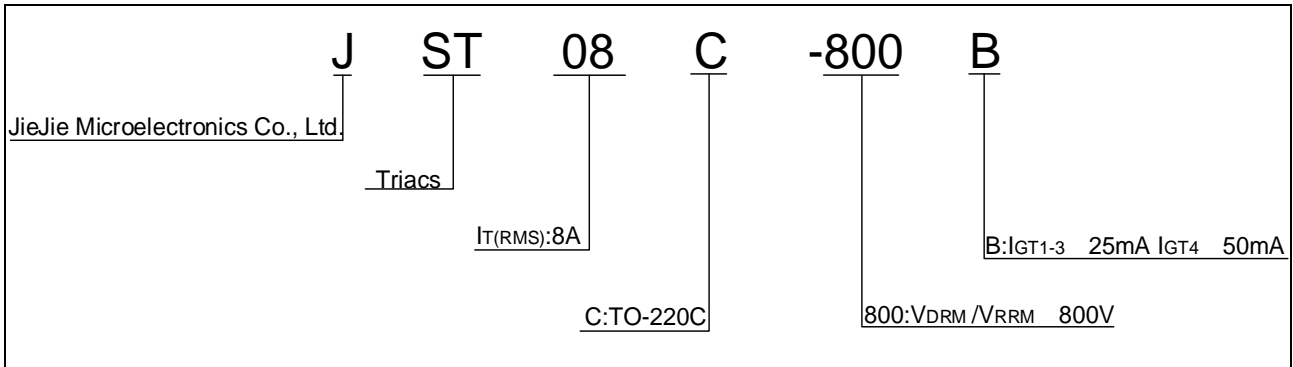 J ST 08 C -800 B
JieJie Microelectronics Co., Ltd.
Triacs
IT(RMS):8A
B:IGT1-3 25mA IGT4 50mA
C:TO-220C
800:VDRM /VRRM 800V